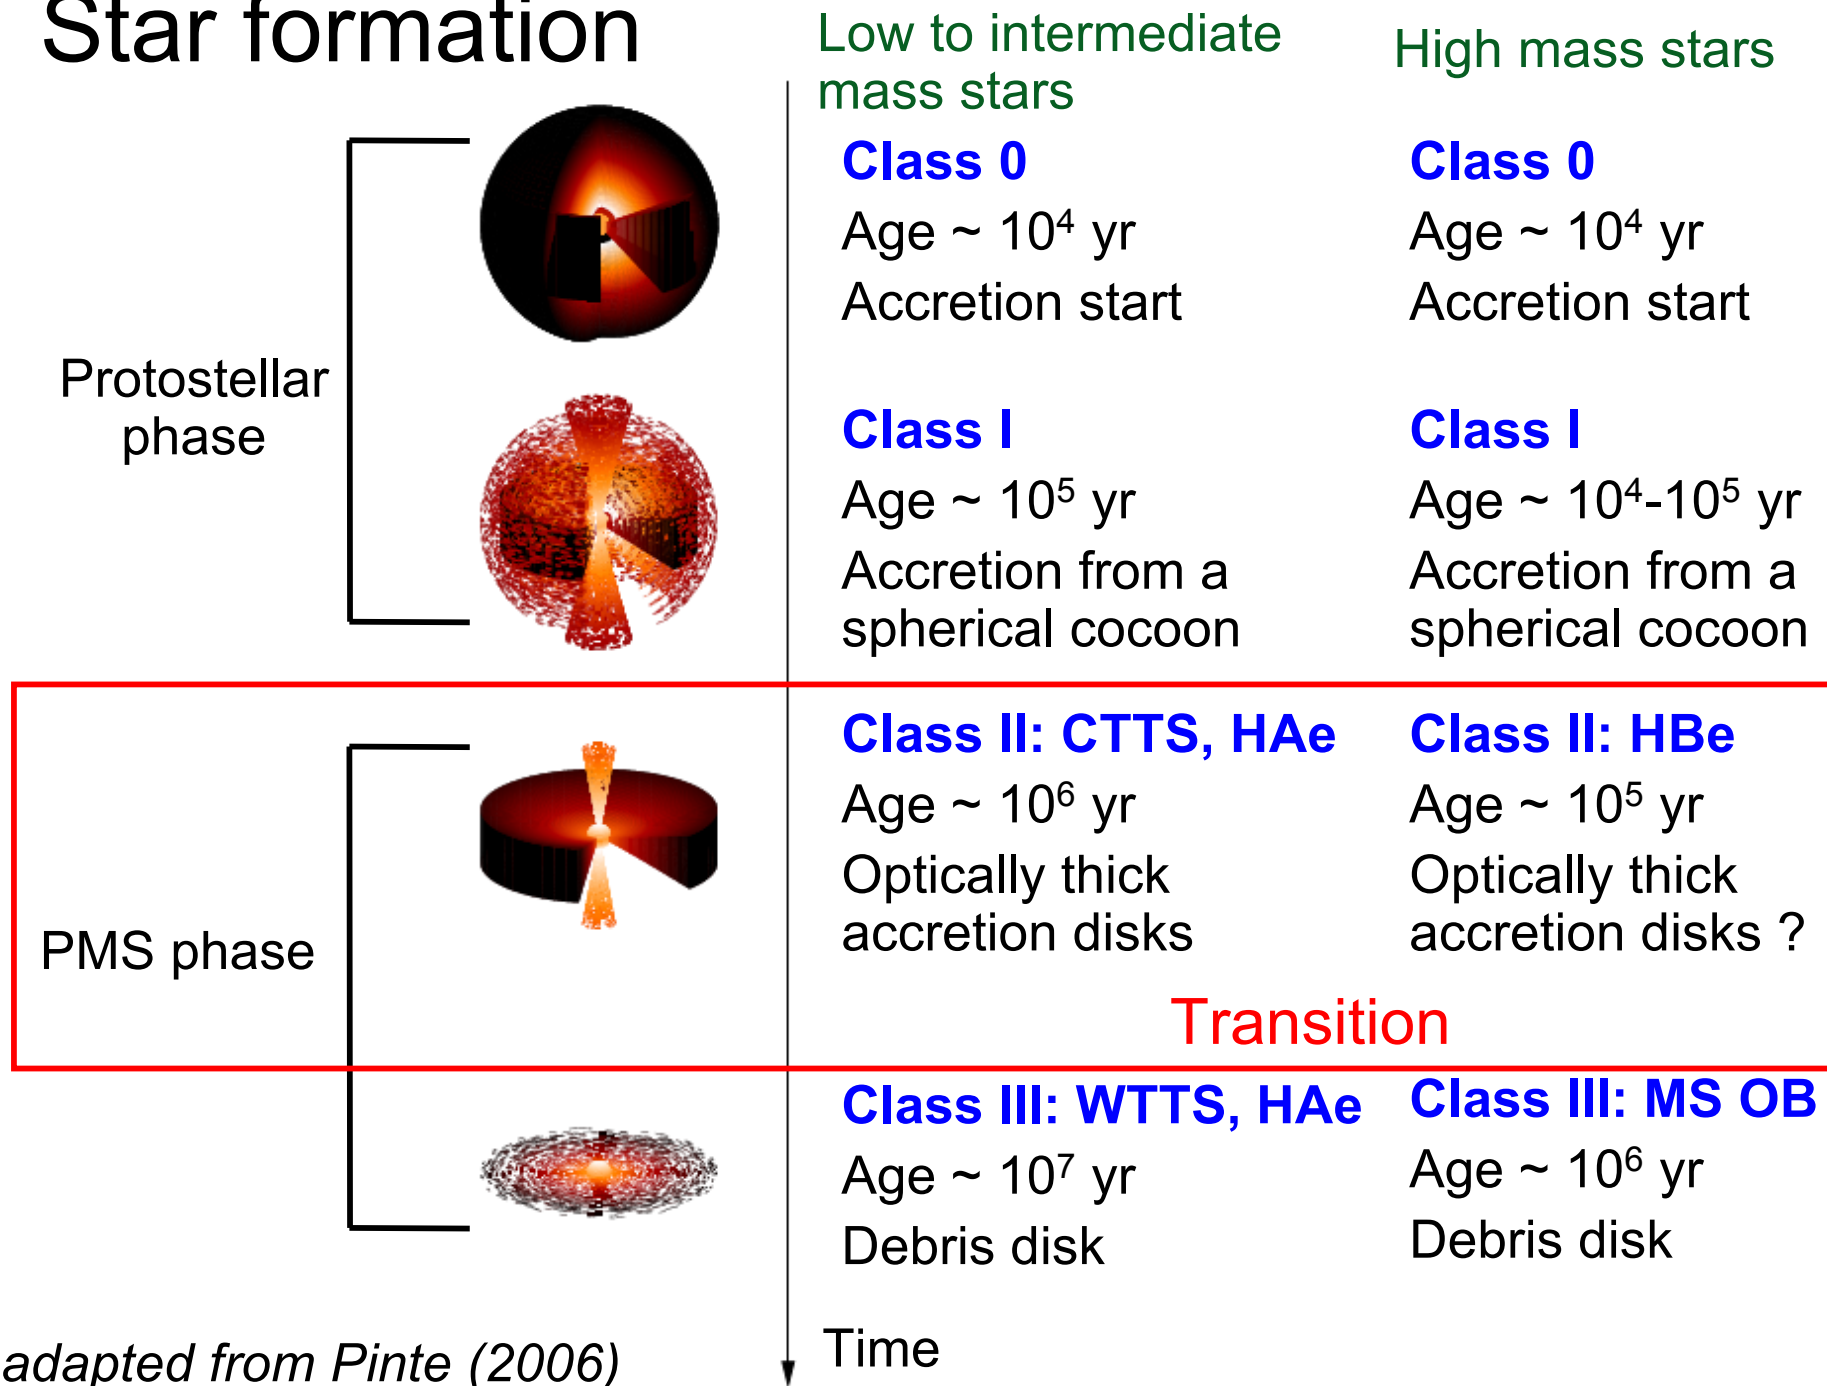 Star formation
Low to intermediate
mass stars
High mass stars
Protostellar
phase
Class 0
Age ~ 10⁴ yr
Accretion start
Class 0
Age ~ 10⁴ yr
Accretion start
Class I
Age ~ 10⁵ yr
Accretion from a
spherical cocoon
Class I
Age ~ 10⁴-10⁵ yr
Accretion from a
spherical cocoon
PMS phase
Class II: CTTS, HAe
Age ~ 10⁶ yr
Optically thick
accretion disks
Class II: HBe
Age ~ 10⁵ yr
Optically thick
accretion disks ?
Transition
Class III: WTTS, HAe
Age ~ 10⁷ yr
Debris disk
Class III: MS OB
Age ~ 10⁶ yr
Debris disk
Time
adapted from Pinte (2006)